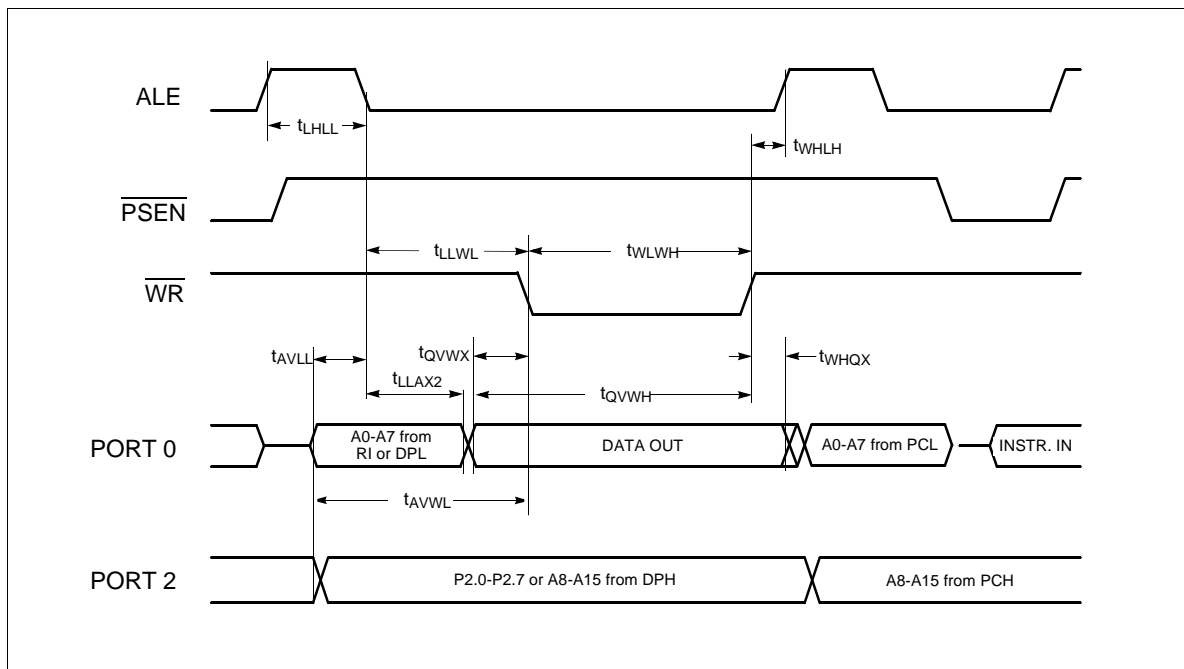 ALE
tLHLL
tWHLH
PSEN
tLLWL
tWLWH
WR
tAVLL
tQVWX
tWHQX
tLLAX2
tQVWH
PORT 0
A0-A7 from
RI or DPL
DATA OUT
A0-A7 from PCL
INSTR. IN
tAVWL
PORT 2
P2.0-P2.7 or A8-A15 from DPH
A8-A15 from PCH